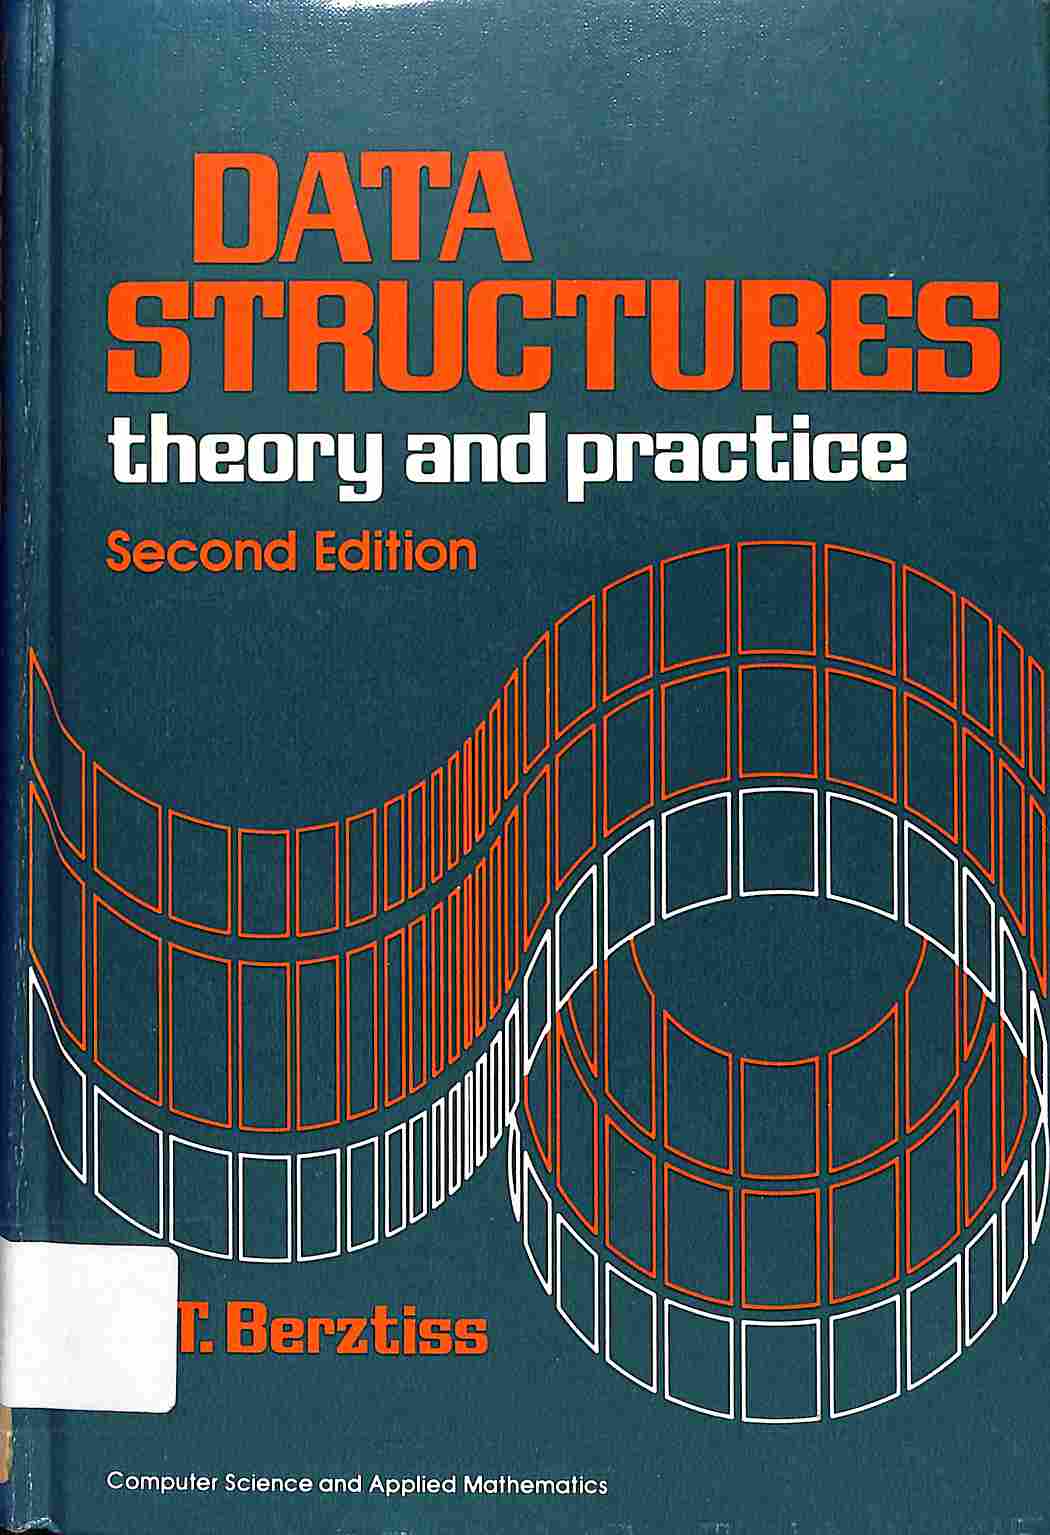 DATA
STRUCTURES
theory and practice
Second Edition
T. Berztiss
Computer Science and Applied Mathematics